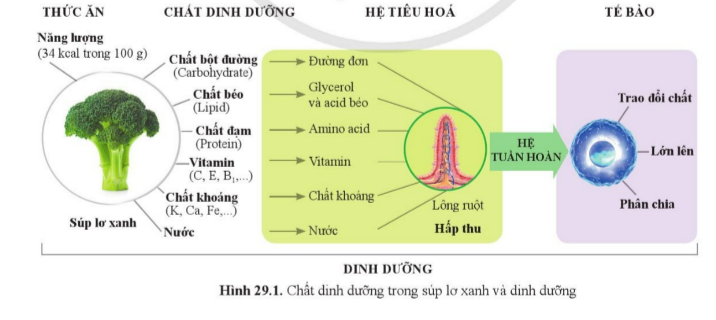 THỨC ĂN
CHẤT DINH DƯỠNG
HỆ TIÊU HOÁ
TẾ BÀO
Năng lượng
(34 kcal trong 100 g)
Súp lơ xanh
Chất bột đường
(Carbohydrate)
Chất béo
(Lipid)
Chất đạm
(Protein)
Vitamin
(C, E, B₁,...)
Chất khoáng
(K, Ca, Fe,...)
Nước
Đường đơn
Glycerol
và acid béo
Amino acid
Vitamin
Chất khoáng
Nước
Lông ruột
Hấp thu
HỆ
TUẦN HOÀN
Trao đổi chất
Lớn lên
Phân chia
DINH DƯỠNG
Hình 29.1. Chất dinh dưỡng trong súp lơ xanh và dinh dưỡng